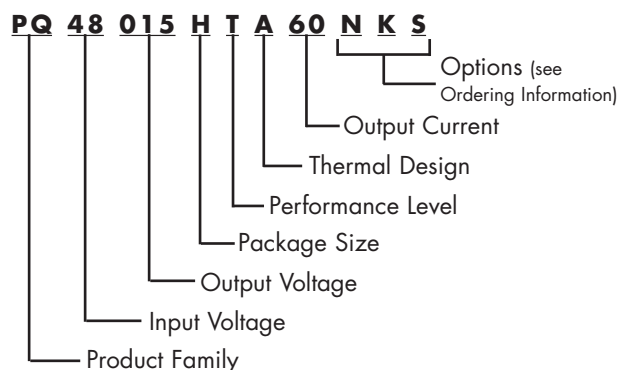 PQ 48 015 H T A 60 N K S
Options (see
Ordering Information)
Output Current
Thermal Design
Performance Level
Package Size
Output Voltage
Input Voltage
Product Family